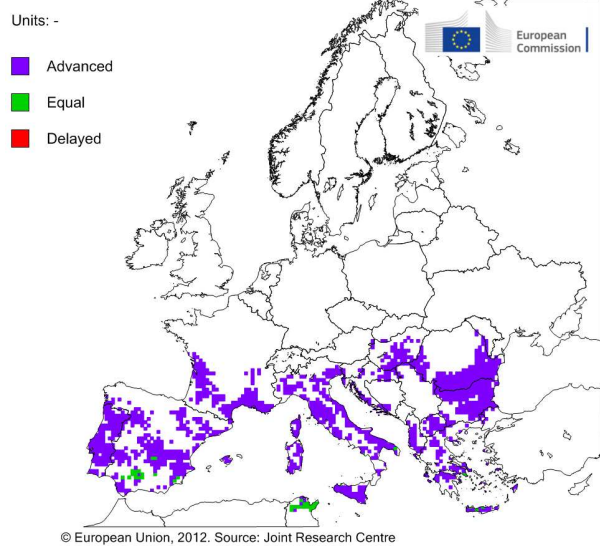 Units: -
Advanced
Equal
Delayed
European
Commission
© European Union, 2012. Source: Joint Research Centre